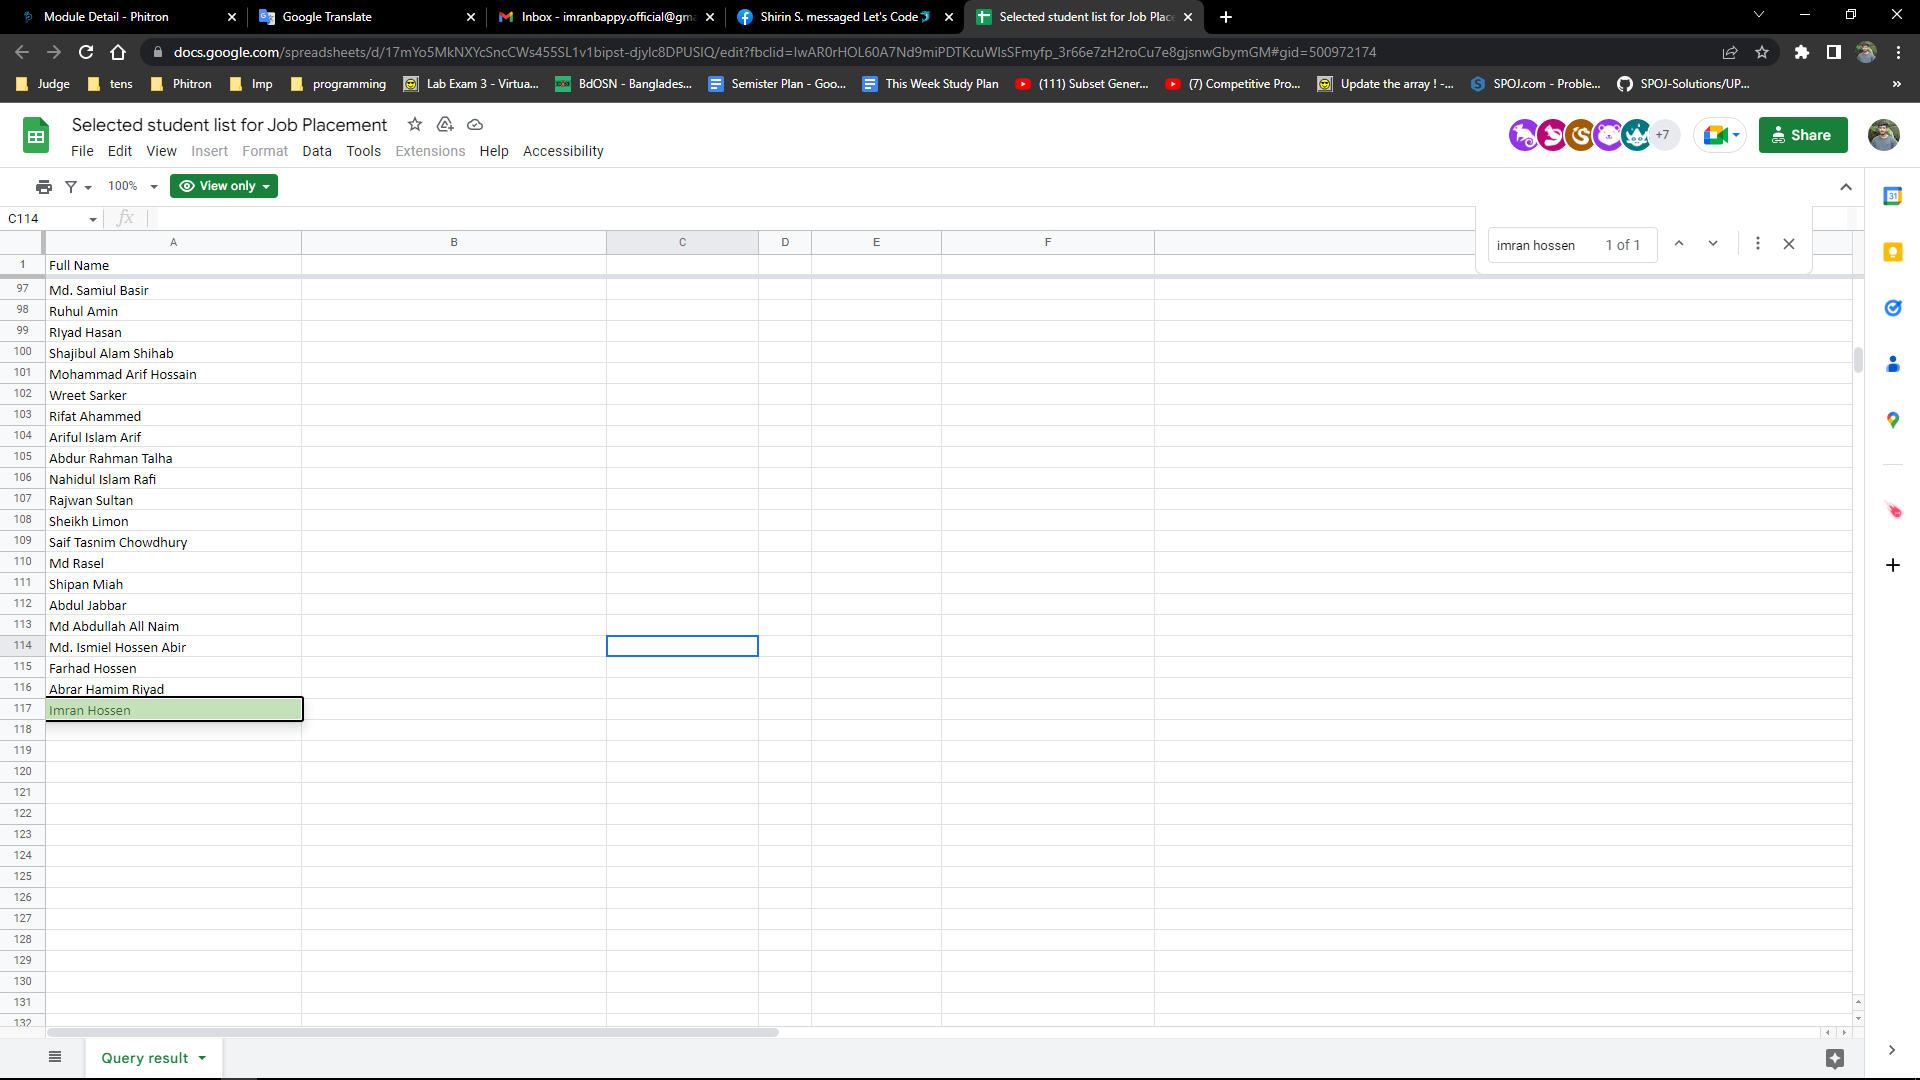 Module Detail - Phitron
Google Translate
Inbox - imranbappy.official@gma
Shirin S. messaged Let's Code
Selected student list for Job Place
docs.google.com/spreadsheets/d/17mYo5MkNXYcSncCWs455SL1v1bipst-djylc8DPUSIQ/edit?fbclid=IwAR0rHOL60A7Nd9miPDTKcuWIsSFmyfp_3r66e7zH2roCu7e8gjsnwGbymGM#gid=500972174
Judge
tens
Phitron
Imp
programming
Lab Exam 3 - Virtua...
BdOSN - Banglades...
Semister Plan - Goo...
This Week Study Plan
(111) Subset Gener...
(7) Competitive Pro...
Update the array ! -...
SPOJ.com - Proble...
SPOJ-Solutions/UP...
»
Selected student list for Job Placement
+7
Share
File Edit View Insert Format Data Tools Extensions Help Accessibility
100%
View only
C114
fx
imran hossen 1 of 1
A B C D E F
1 Full Name
97 Md. Samiul Basir
98 Ruhul Amin
99 RIyad Hasan
100 Shajibul Alam Shihab
101 Mohammad Arif Hossain
102 Wreet Sarker
103 Rifat Ahammed
104 Ariful Islam Arif
105 Abdur Rahman Talha
106 Nahidul Islam Rafi
107 Rajwan Sultan
108 Sheikh Limon
109 Saif Tasnim Chowdhury
110 Md Rasel
111 Shipan Miah
112 Abdul Jabbar
113 Md Abdullah All Naim
114 Md. Ismiel Hossen Abir
115 Farhad Hossen
116 Abrar Hamim Riyad
117 Imran Hossen
118
119
120
121
122
123
124
125
126
127
128
129
130
131
132
31
Query result